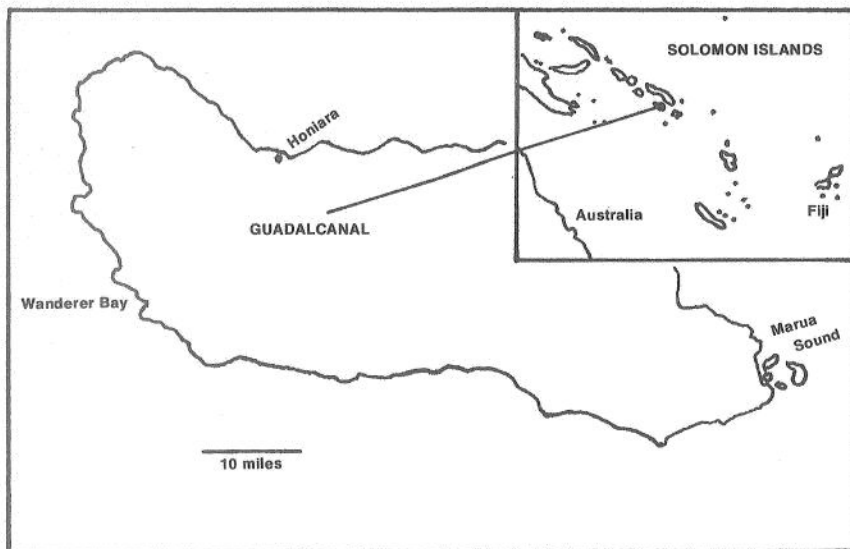 SOLOMON ISLANDS
Honiara
Australia
Fiji
GUADALCANAL
Wanderer Bay
Marua
Sound
10 miles